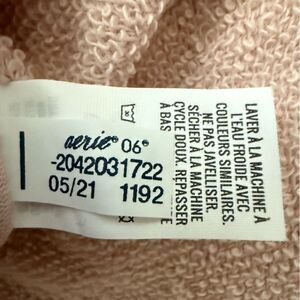 aerie® 06®
-2042031722
05/21 1192
LAVER À LA MACHINE À
L'EAU FROIDE AVEC
COULEURS SIMILAIRES.
NE PAS JAVELLISER.
SÉCHER À LA MACHINE
CYCLE DOUX. REPASSER
À BAS